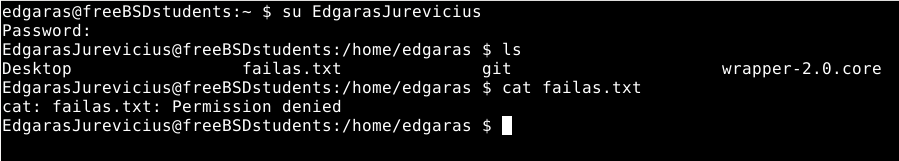 edgaras@freeBSDstudents:~ $ su EdgarasJurevicius
Password:
EdgarasJurevicius@freeBSDstudents:/home/edgaras $ ls
Desktop failas.txt git wrapper-2.0.core
EdgarasJurevicius@freeBSDstudents:/home/edgaras $ cat failas.txt
cat: failas.txt: Permission denied
EdgarasJurevicius@freeBSDstudents:/home/edgaras $